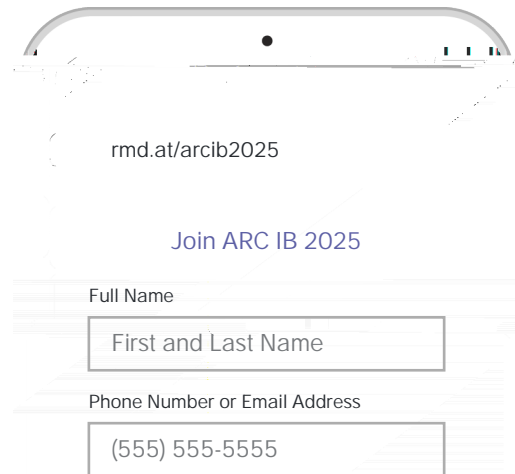 rmd.at/arcib2025
Join ARC IB 2025
Full Name
First and Last Name
Phone Number or Email Address
(555) 555-5555